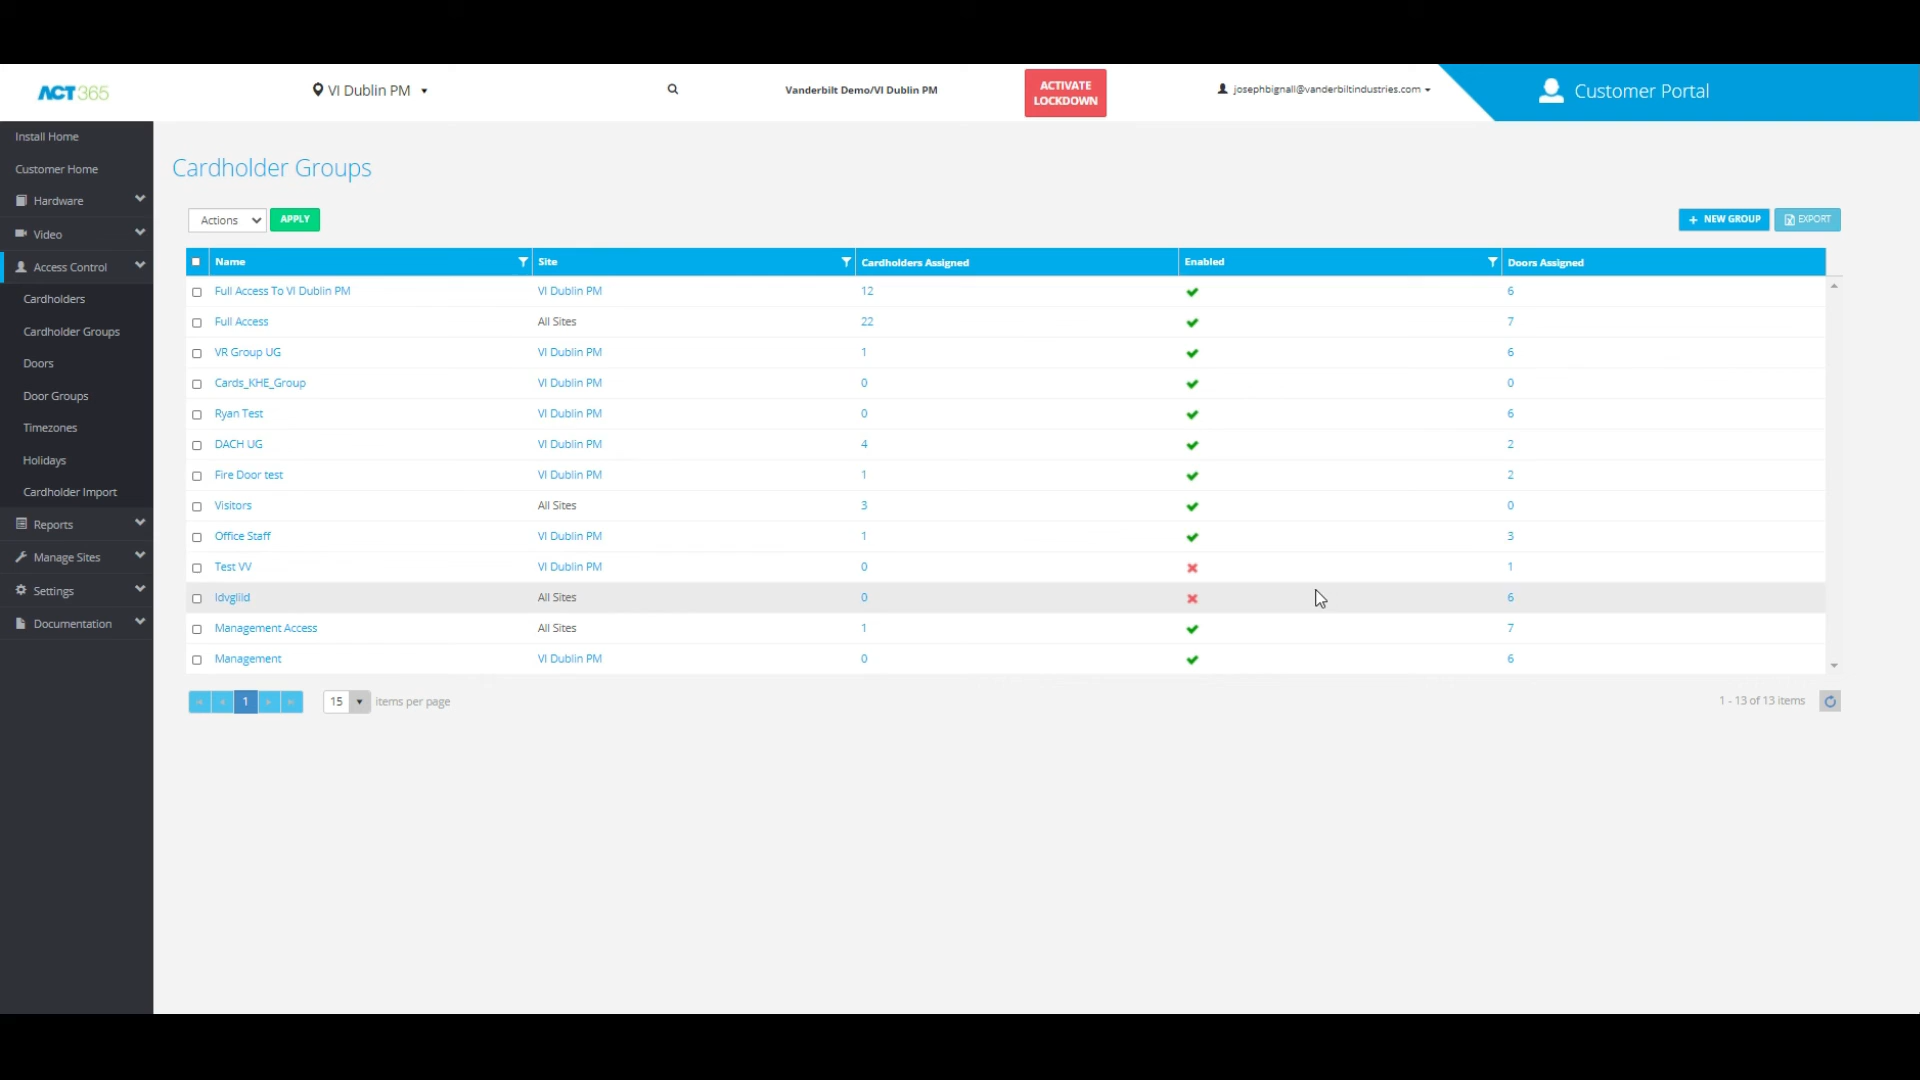 ACT365
VI Dublin PM
Vanderbilt Demo/VI Dublin PM
ACTIVATE
LOCKDOWN
josephbignall@vanderbiltindustries.com
Customer Portal
Install Home
Customer Home
Hardware
Video
Access Control
Cardholders
Cardholder Groups
Doors
Door Groups
Timezones
Holidays
Cardholder Import
Reports
Manage Sites
Settings
Documentation
Cardholder Groups
Actions APPLY
NEW GROUP EXPORT
Name Site Cardholders Assigned Enabled Doors Assigned
Full Access To VI Dublin PM VI Dublin PM 12 6
Full Access All Sites 22 7
VR Group UG VI Dublin PM 1 6
Cards_KHE_Group VI Dublin PM 0 0
Ryan Test VI Dublin PM 0 6
DACH UG VI Dublin PM 4 2
Fire Door test VI Dublin PM 1 2
Visitors All Sites 3 0
Office Staff VI Dublin PM 1 3
Test VV VI Dublin PM 0 1
All Sites 0 6
Management Access All Sites 1 7
Management VI Dublin PM 0 6
1 15 items per page
1 - 13 of 13 items